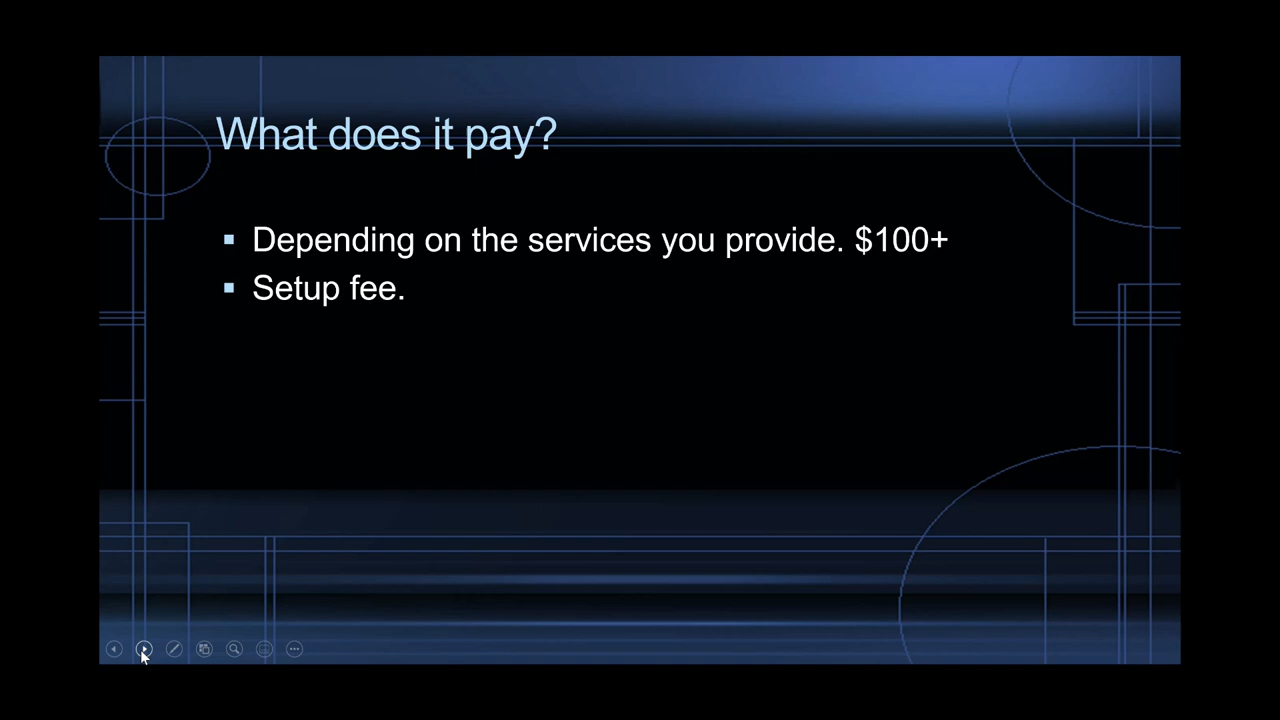 What does it pay?
Depending on the services you provide. $100+
Setup fee.